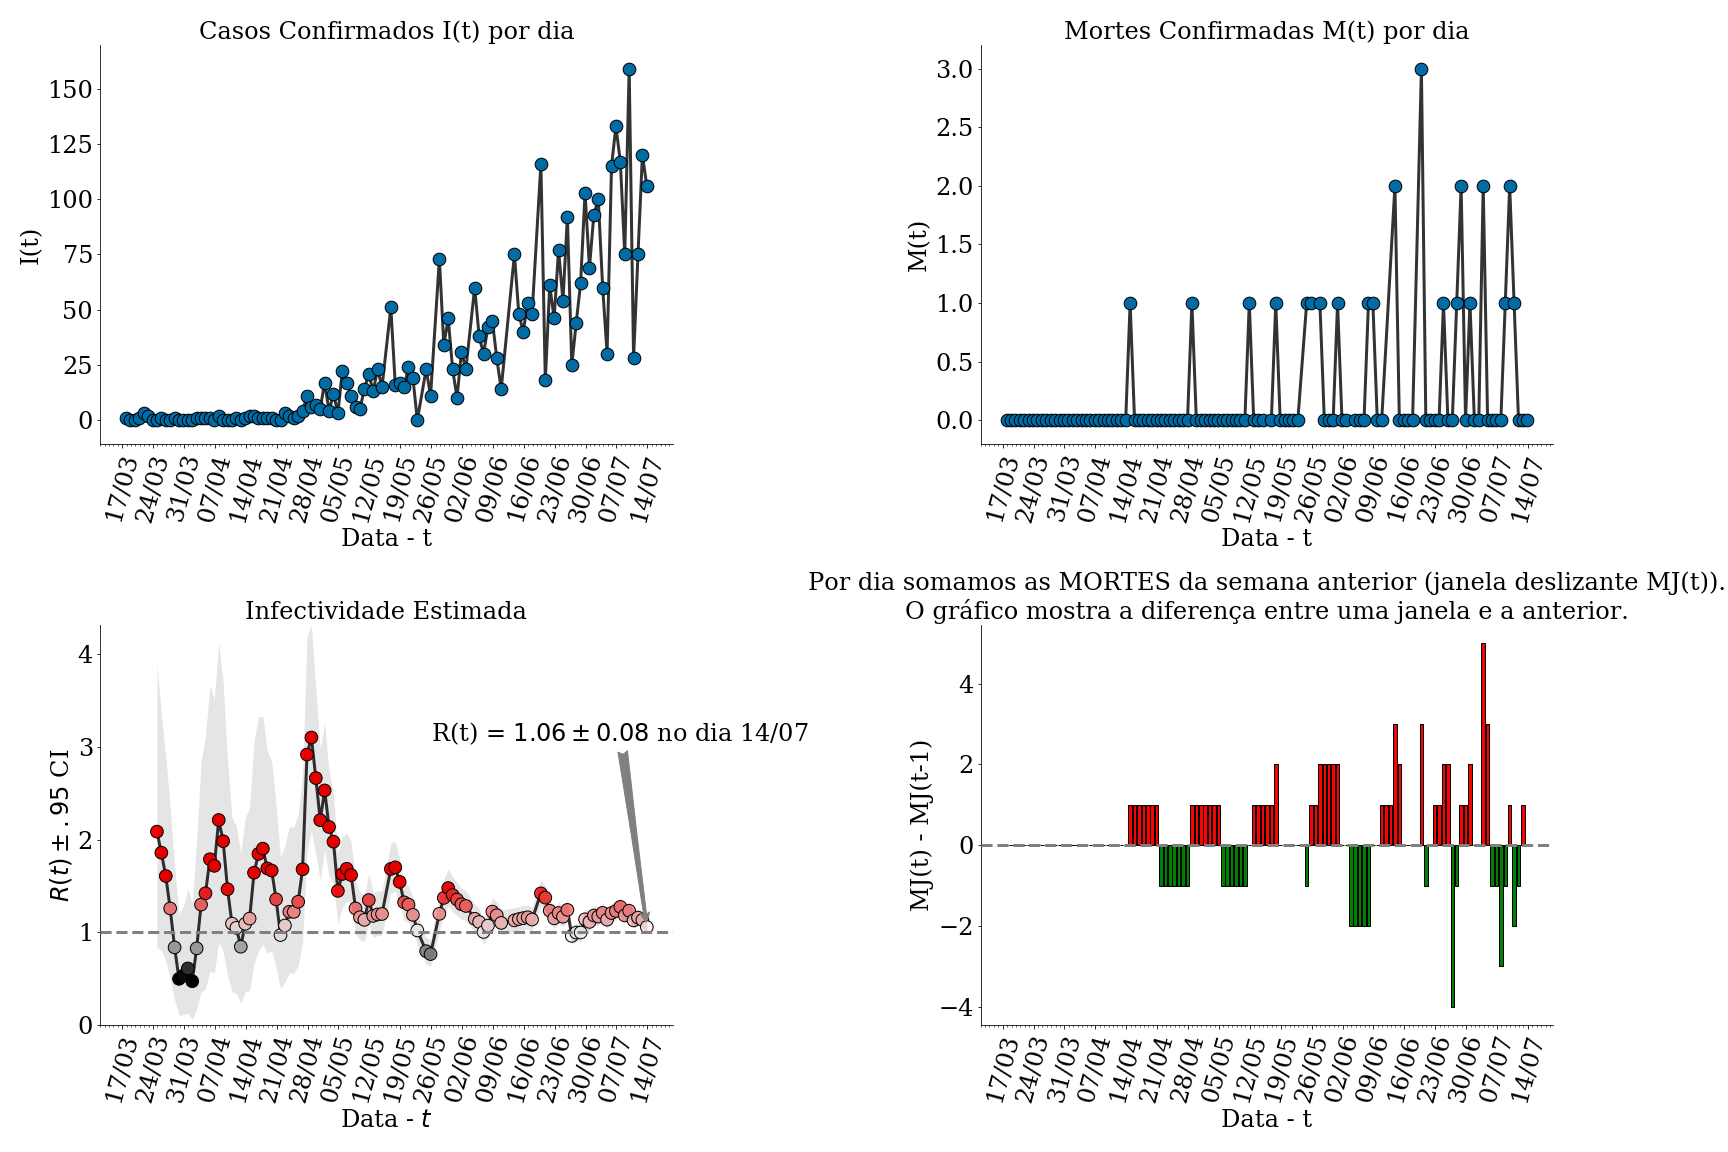 Casos Confirmados I(t) por dia
I(t)
150
125
100
75
50
25
0
17/03 24/03 31/03 07/04 14/04 21/04 28/04 05/05 12/05 19/05 26/05 02/06 09/06 16/06 23/06 30/06 07/07 14/07
Data - t
Mortes Confirmadas M(t) por dia
M(t)
3.0
2.5
2.0
1.5
1.0
0.5
0.0
17/03 24/03 31/03 07/04 14/04 21/04 28/04 05/05 12/05 19/05 26/05 02/06 09/06 16/06 23/06 30/06 07/07 14/07
Data - t
Infectividade Estimada
R(t) ± .95 CI
4
3
2
1
0
R(t) = 1.06 ± 0.08 no dia 14/07
17/03 24/03 31/03 07/04 14/04 21/04 28/04 05/05 12/05 19/05 26/05 02/06 09/06 16/06 23/06 30/06 07/07 14/07
Data - t
Por dia somamos as MORTES da semana anterior (janela deslizante MJ(t)).
O gráfico mostra a diferença entre uma janela e a anterior.
MJ(t) - MJ(t-1)
4
2
0
−2
−4
17/03 24/03 31/03 07/04 14/04 21/04 28/04 05/05 12/05 19/05 26/05 02/06 09/06 16/06 23/06 30/06 07/07 14/07
Data - t